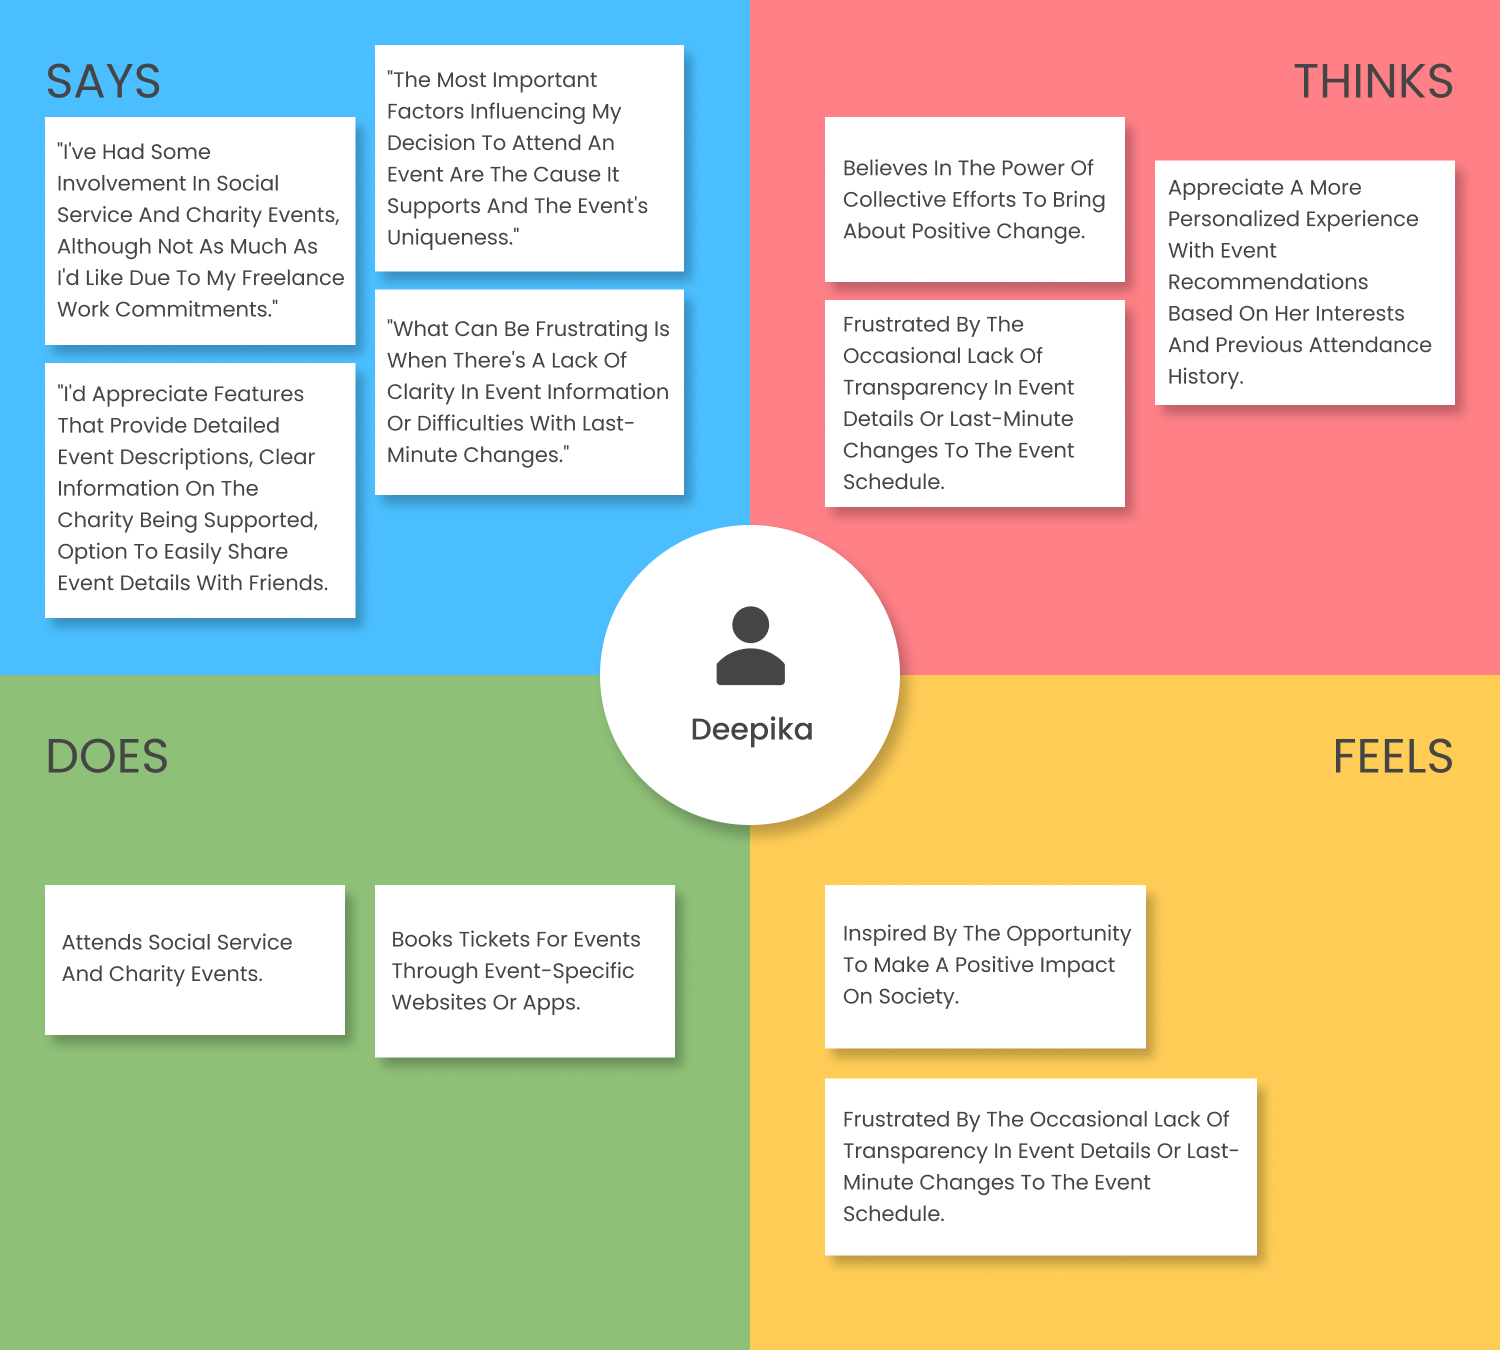 SAYS
"I've Had Some
Involvement In Social
Service And Charity Events,
Although Not As Much As
I'd Like Due To My Freelance
Work Commitments."
"I'd Appreciate Features
That Provide Detailed
Event Descriptions, Clear
Information On The
Charity Being Supported,
Option To Easily Share
Event Details With Friends.
"The Most Important
Factors Influencing My
Decision To Attend An
Event Are The Cause It
Supports And The Event's
Uniqueness."
"What Can Be Frustrating Is
When There's A Lack Of
Clarity In Event Information
Or Difficulties With Last-
Minute Changes."
THINKS
Believes In The Power Of
Collective Efforts To Bring
About Positive Change.
Frustrated By The
Occasional Lack Of
Transparency In Event
Details Or Last-Minute
Changes To The Event
Schedule.
Appreciate A More
Personalized Experience
With Event
Recommendations
Based On Her Interests
And Previous Attendance
History.
Deepika
DOES
Attends Social Service
And Charity Events.
Books Tickets For Events
Through Event-Specific
Websites Or Apps.
FEELS
Inspired By The Opportunity
To Make A Positive Impact
On Society.
Frustrated By The Occasional Lack Of
Transparency In Event Details Or Last-
Minute Changes To The Event
Schedule.